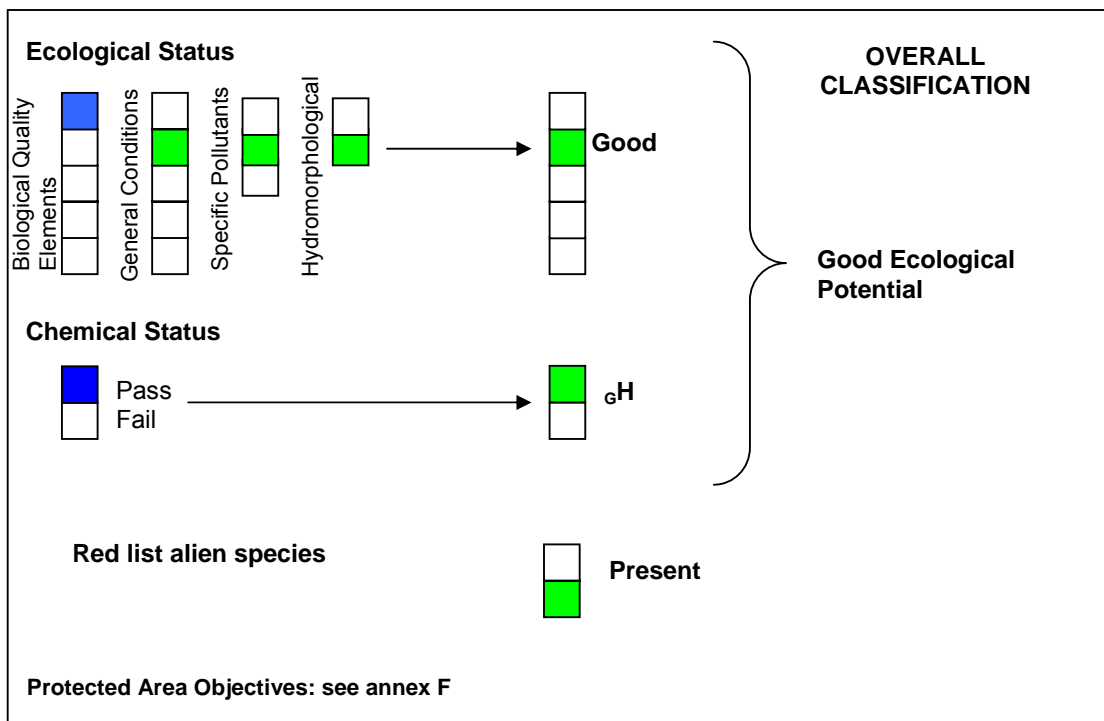 Ecological Status
OVERALL
CLASSIFICATION
Biological Quality
Elements
General Conditions
Specific Pollutants
Hydromorphological
Good
Good Ecological
Potential
Chemical Status
Pass
Fail
GH
Red list alien species
Present
Protected Area Objectives: see annex F